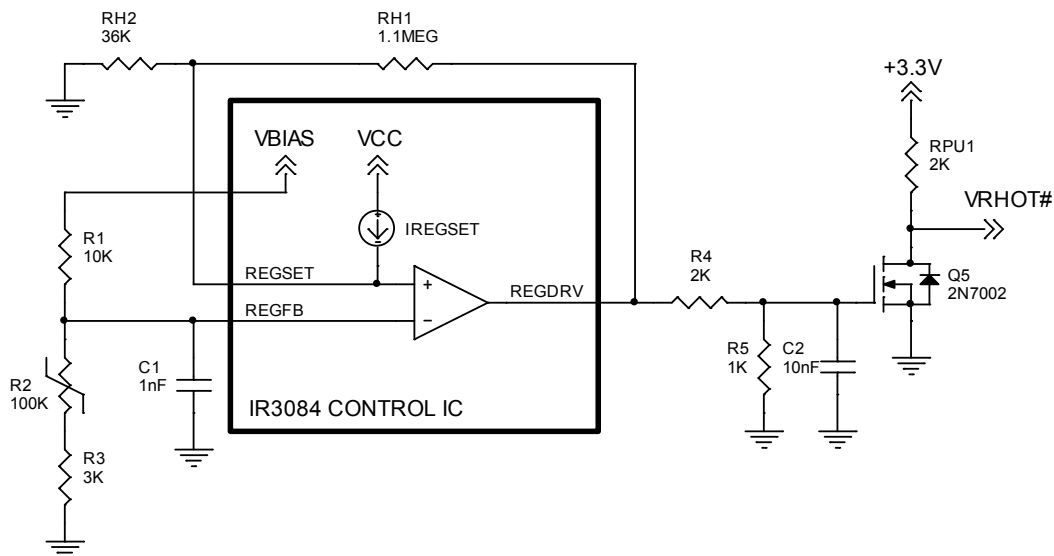 RH2
36K
RH1
1.1MEG
+3.3V
VBIAS
VCC
RPU1
2K
VRHOT#
IREGSET
R1
10K
REGSET
+
R4
2K
Q5
2N7002
REGDRV
REGFB
−
R2
100K
C1
1nF
R5
1K
C2
10nF
IR3084 CONTROL IC
R3
3K